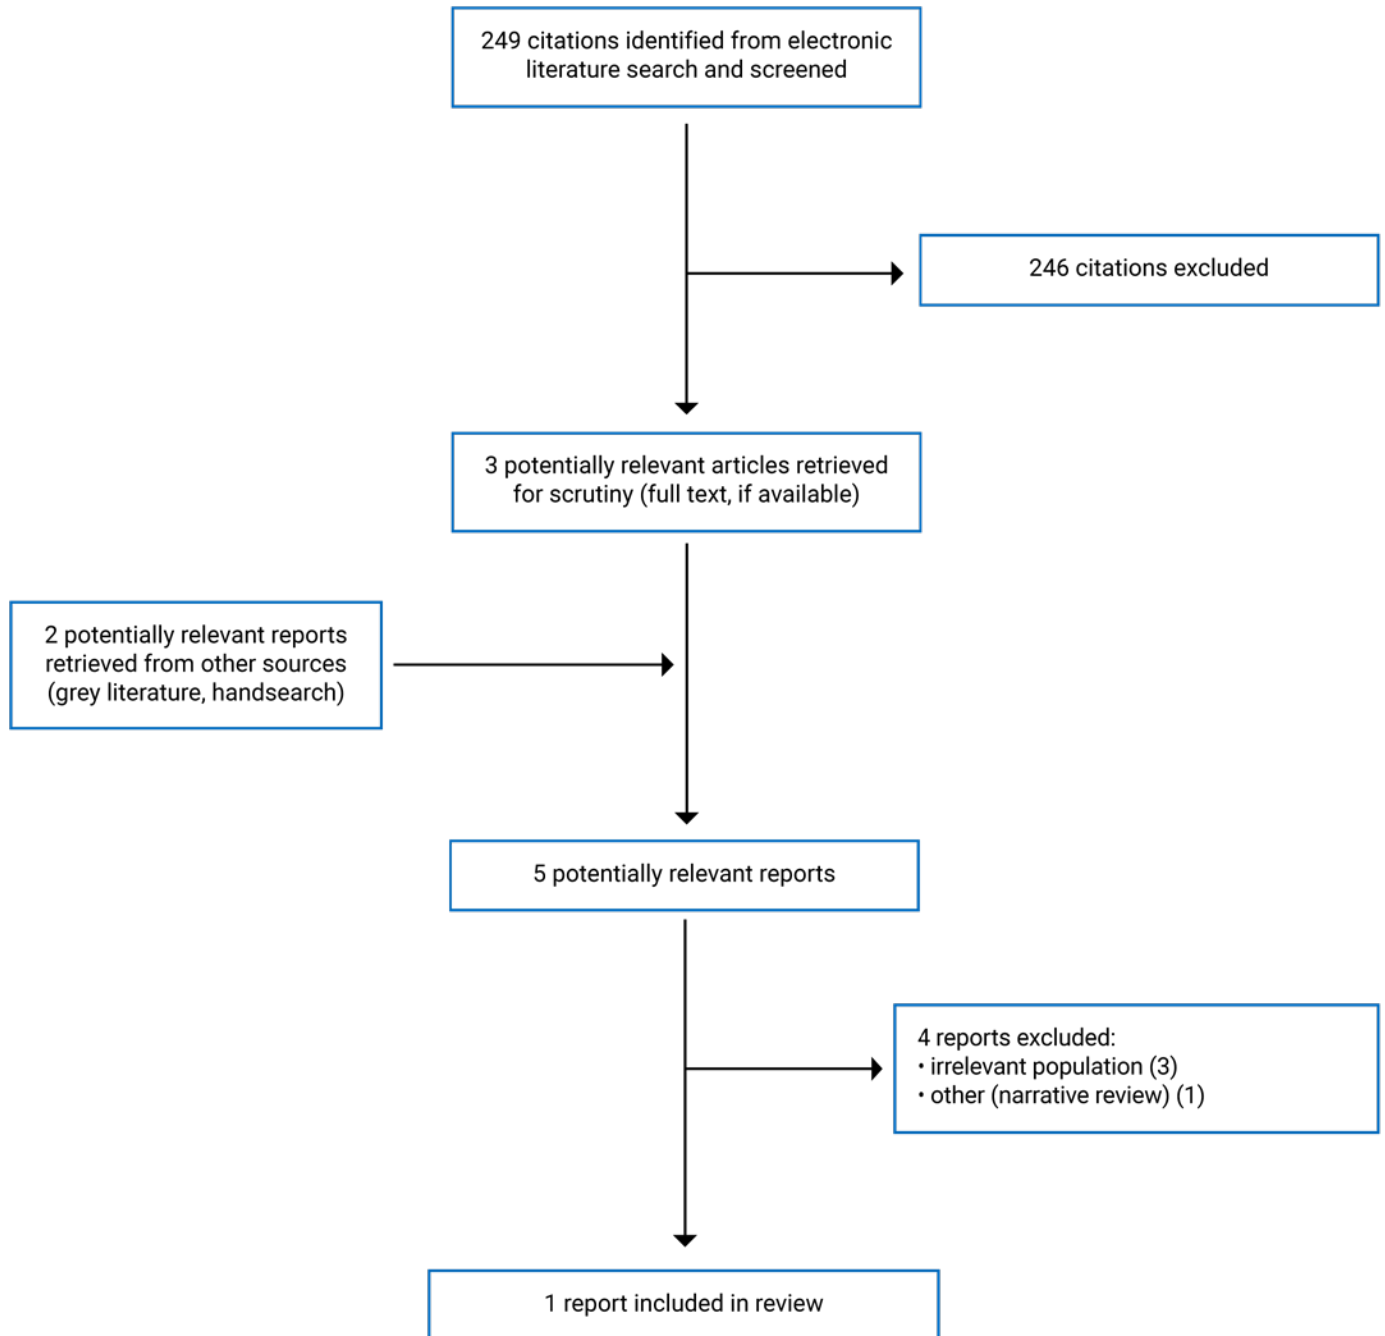 249 citations identified from electronic
literature search and screened
246 citations excluded
3 potentially relevant articles retrieved
for scrutiny (full text, if available)
2 potentially relevant reports
retrieved from other sources
(grey literature, handsearch)
5 potentially relevant reports
4 reports excluded:
• irrelevant population (3)
• other (narrative review) (1)
1 report included in review